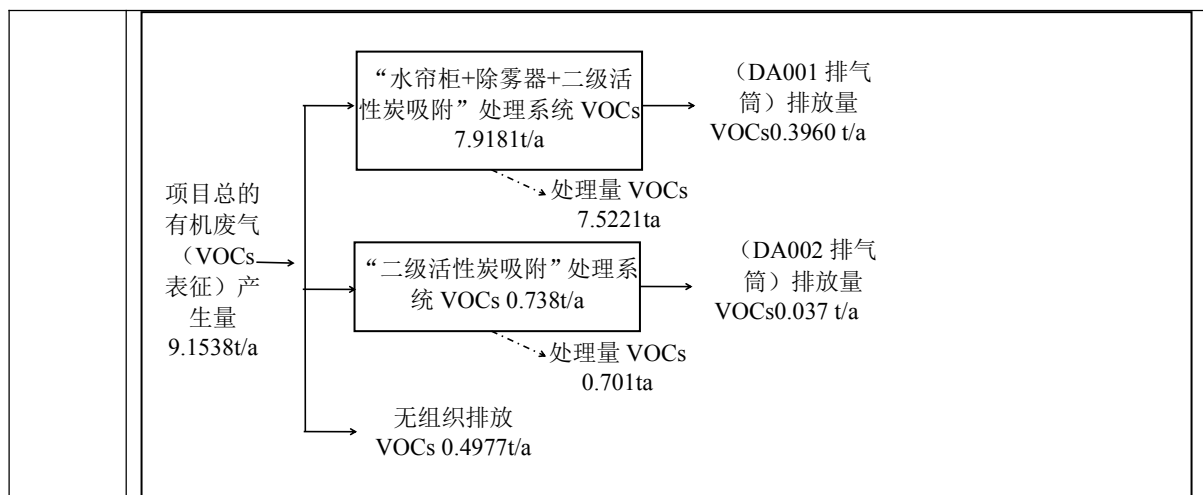 项目总的
有机废气
（VOCs
表征）产
生量
9.1538t/a
“水帘柜+除雾器+二级活
性炭吸附”处理系统 VOCs
7.9181t/a
（DA001 排气
筒）排放量
VOCs0.3960 t/a
处理量 VOCs
7.5221ta
“二级活性炭吸附”处理系
统 VOCs 0.738t/a
（DA002 排气
筒）排放量
VOCs0.037 t/a
处理量 VOCs
0.701ta
无组织排放
VOCs 0.4977t/a